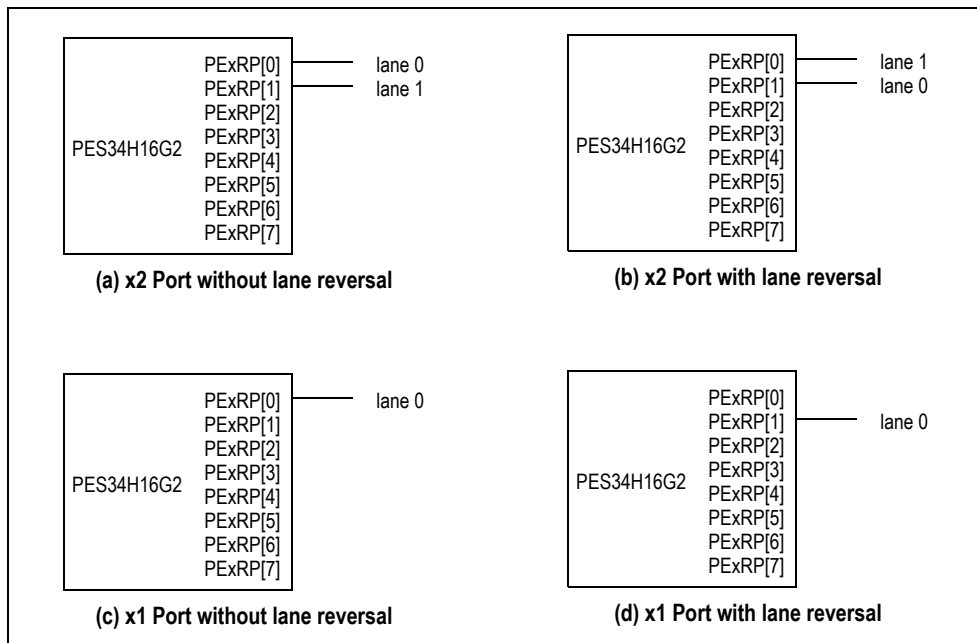 PES34H16G2
PExRP[0]
PExRP[1]
PExRP[2]
PExRP[3]
PExRP[4]
PExRP[5]
PExRP[6]
PExRP[7]
lane 0
lane 1
(a) x2 Port without lane reversal
PES34H16G2
PExRP[0]
PExRP[1]
PExRP[2]
PExRP[3]
PExRP[4]
PExRP[5]
PExRP[6]
PExRP[7]
lane 1
lane 0
(b) x2 Port with lane reversal
PES34H16G2
PExRP[0]
PExRP[1]
PExRP[2]
PExRP[3]
PExRP[4]
PExRP[5]
PExRP[6]
PExRP[7]
lane 0
(c) x1 Port without lane reversal
PES34H16G2
PExRP[0]
PExRP[1]
PExRP[2]
PExRP[3]
PExRP[4]
PExRP[5]
PExRP[6]
PExRP[7]
lane 0
(d) x1 Port with lane reversal